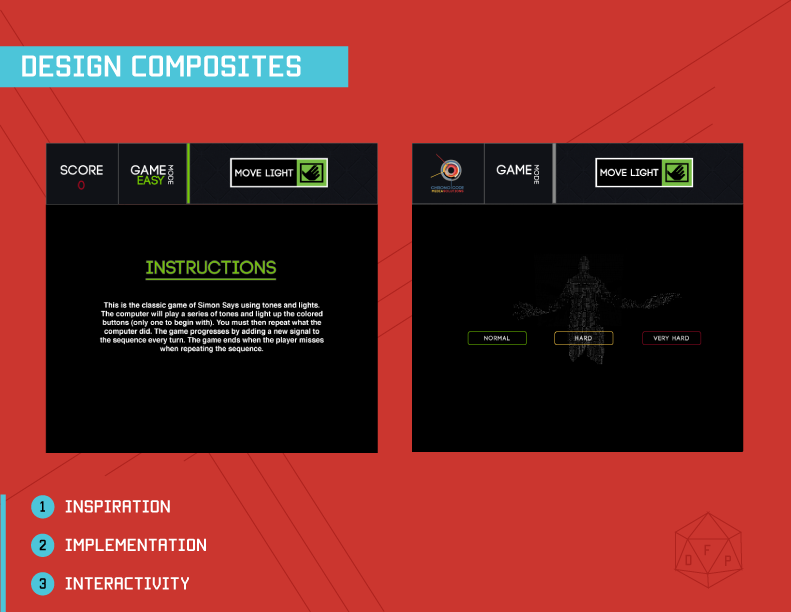 DESIGN COMPOSITES
SCORE
0
GAME MODE
EASY
MOVE LIGHT
INSTRUCTIONS
This is the classic game of Simon Says using tones and lights.
The computer will play a series of tones and light up the colored
buttons (only one to begin with). You must then repeat what the
computer did. The game progresses by adding a new signal to
the sequence every turn. The game ends when the player misses
when repeating the sequence.
GAME MODE
MOVE LIGHT
NORMAL
HARD
VERY HARD
1 INSPIRATION
2 IMPLEMENTATION
3 INTERACTIVITY
D F P